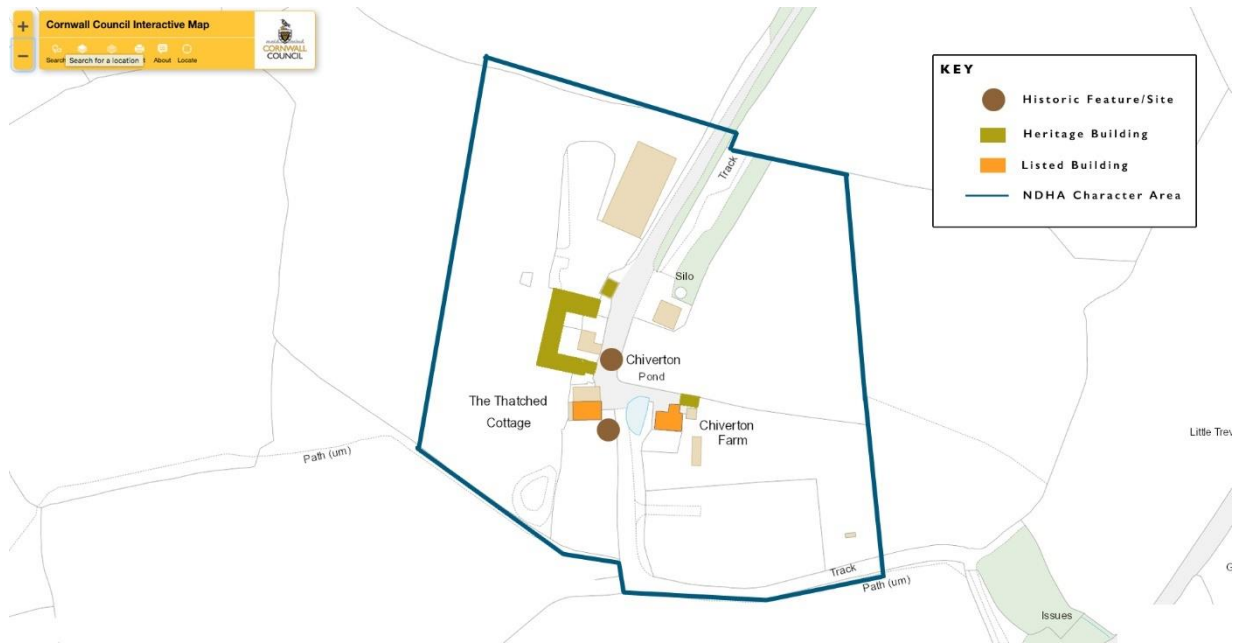 Cornwall Council Interactive Map
Search
Search for a location
t
About
Locate
CORNWALL
COUNCIL
KEY
Historic Feature/Site
Heritage Building
Listed Building
NDHA Character Area
Track
Silo
Chiverton
Pond
The Thatched
Cottage
Chiverton
Farm
Path (um)
Little Trev
Track
Path (um)
G
Issues